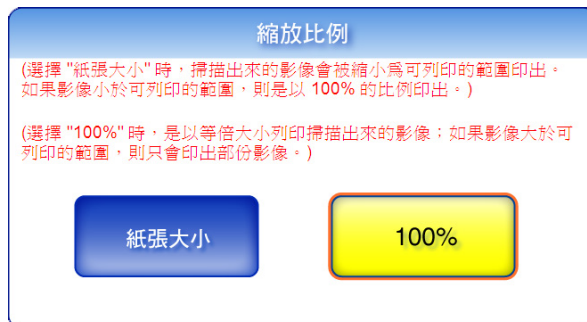 縮放比例
(選擇 "紙張大小" 時，掃描出來的影像會被縮小爲可列印的範圍印出。
如果影像小於可列印的範圍，則是以 100% 的比例印出。)
(選擇 "100%" 時，是以等倍大小列印掃描出來的影像；如果影像大於可
列印的範圍，則只會印出部份影像。)
紙張大小
100%